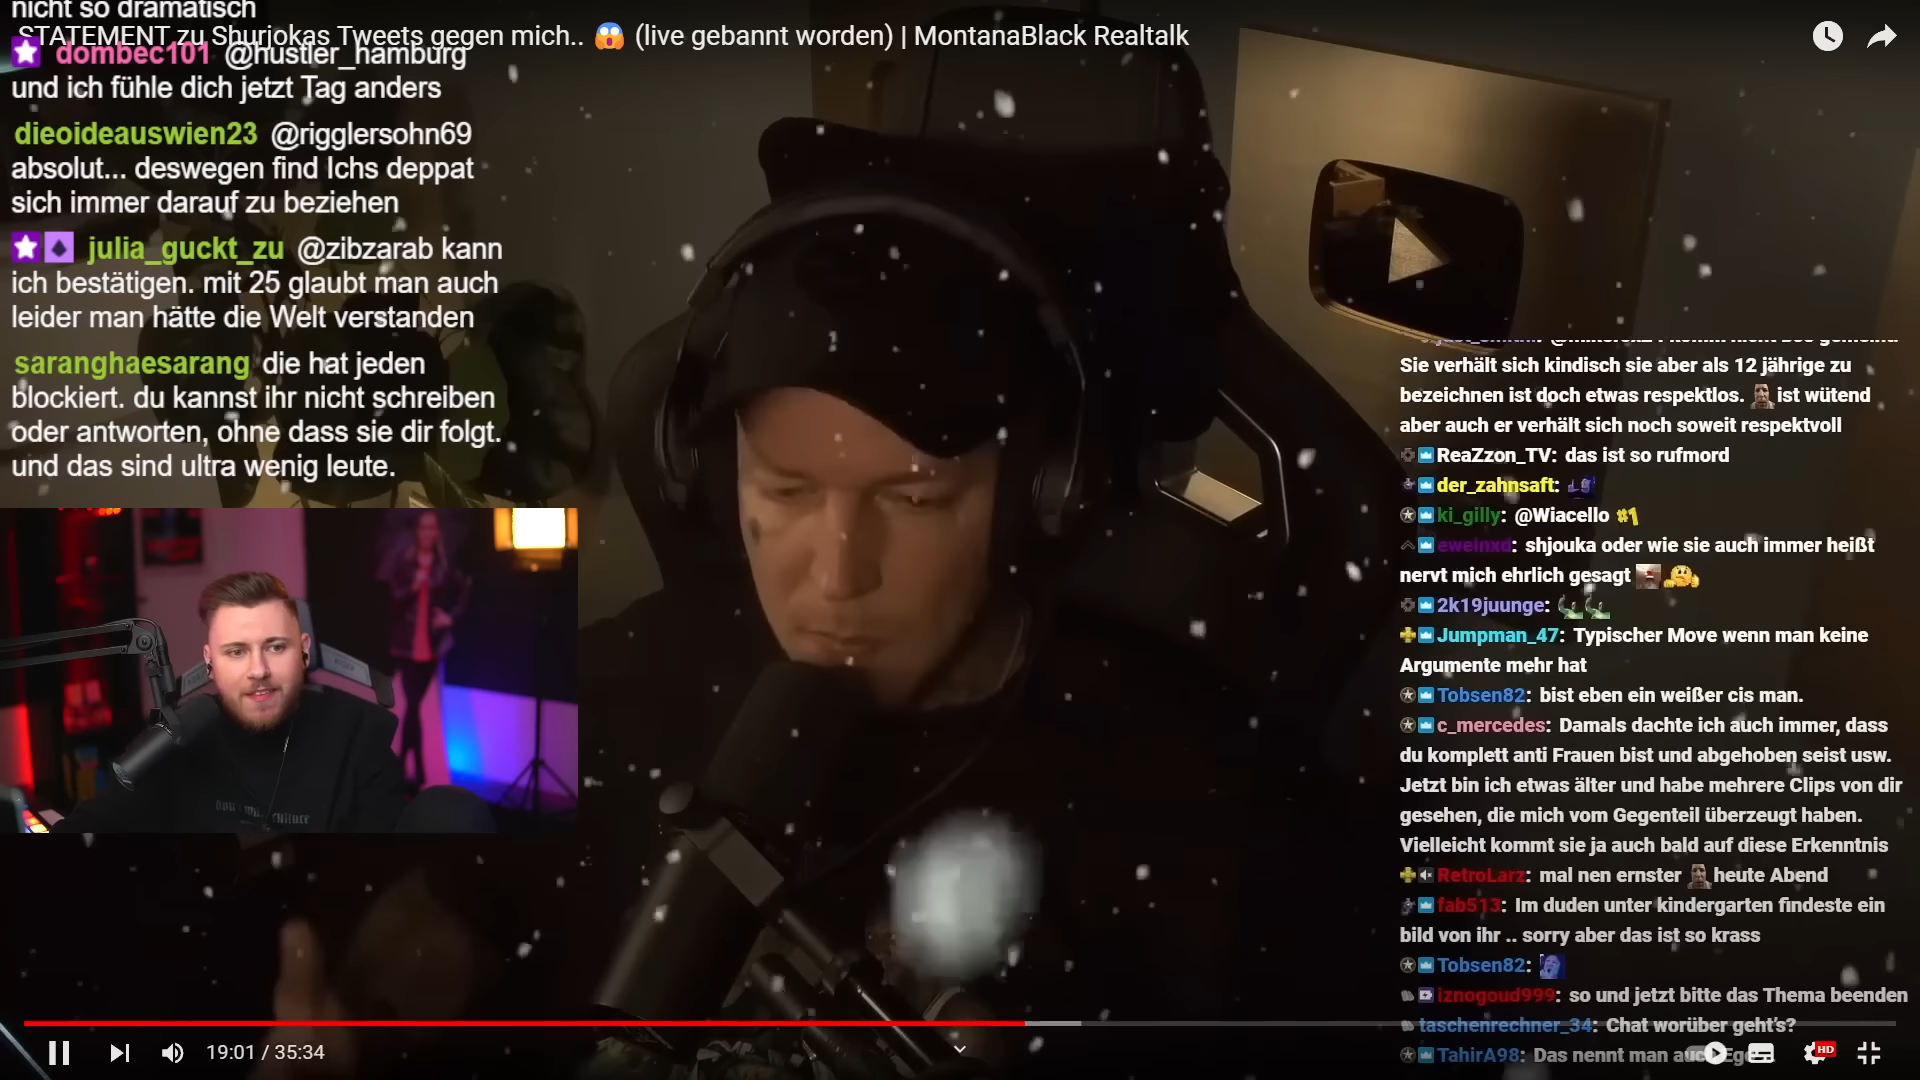 nicht so dramatisch
STATEMENT zu Shurjokas Tweets gegen mich.. 😱 (live gebannt worden) | MontanaBlack Realtalk
dombec101 @hustler_hamburg
und ich fühle dich jetzt Tag anders
dieoideauswien23 @rigglersohn69
absolut... deswegen find Ichs deppat
sich immer darauf zu beziehen
julia_guckt_zu @zibzarab kann
ich bestätigen. mit 25 glaubt man auch
leider man hätte die Welt verstanden
saranghaesarang die hat jeden
blockiert. du kannst ihr nicht schreiben
oder antworten, ohne dass sie dir folgt.
und das sind ultra wenig leute.
Sie verhält sich kindisch sie aber als 12 jährige zu
bezeichnen ist doch etwas respektlos. ist wütend
aber auch er verhält sich noch soweit respektvoll
ReaZzon_TV: das ist so rufmord
der_zahnsaft:
ki_gilly: @Wiacello #1
eweinxd: shjouka oder wie sie auch immer heißt
nervt mich ehrlich gesagt
2k19juunge:
Jumpman_47: Typischer Move wenn man keine
Argumente mehr hat
Tobsen82: bist eben ein weißer cis man.
c_mercedes: Damals dachte ich auch immer, dass
du komplett anti Frauen bist und abgehoben seist usw.
Jetzt bin ich etwas älter und habe mehrere Clips von dir
gesehen, die mich vom Gegenteil überzeugt haben.
Vielleicht kommt sie ja auch bald auf diese Erkenntnis
RetroLarz: mal nen ernster heute Abend
fab513: Im duden unter kindergarten findeste ein
bild von ihr .. sorry aber das ist so krass
Tobsen82:
iznogoud999: so und jetzt bitte das Thema beenden
taschenrechner_34: Chat worüber geht's?
TahirA98: Das nennt man
19:01 / 35:34
HD